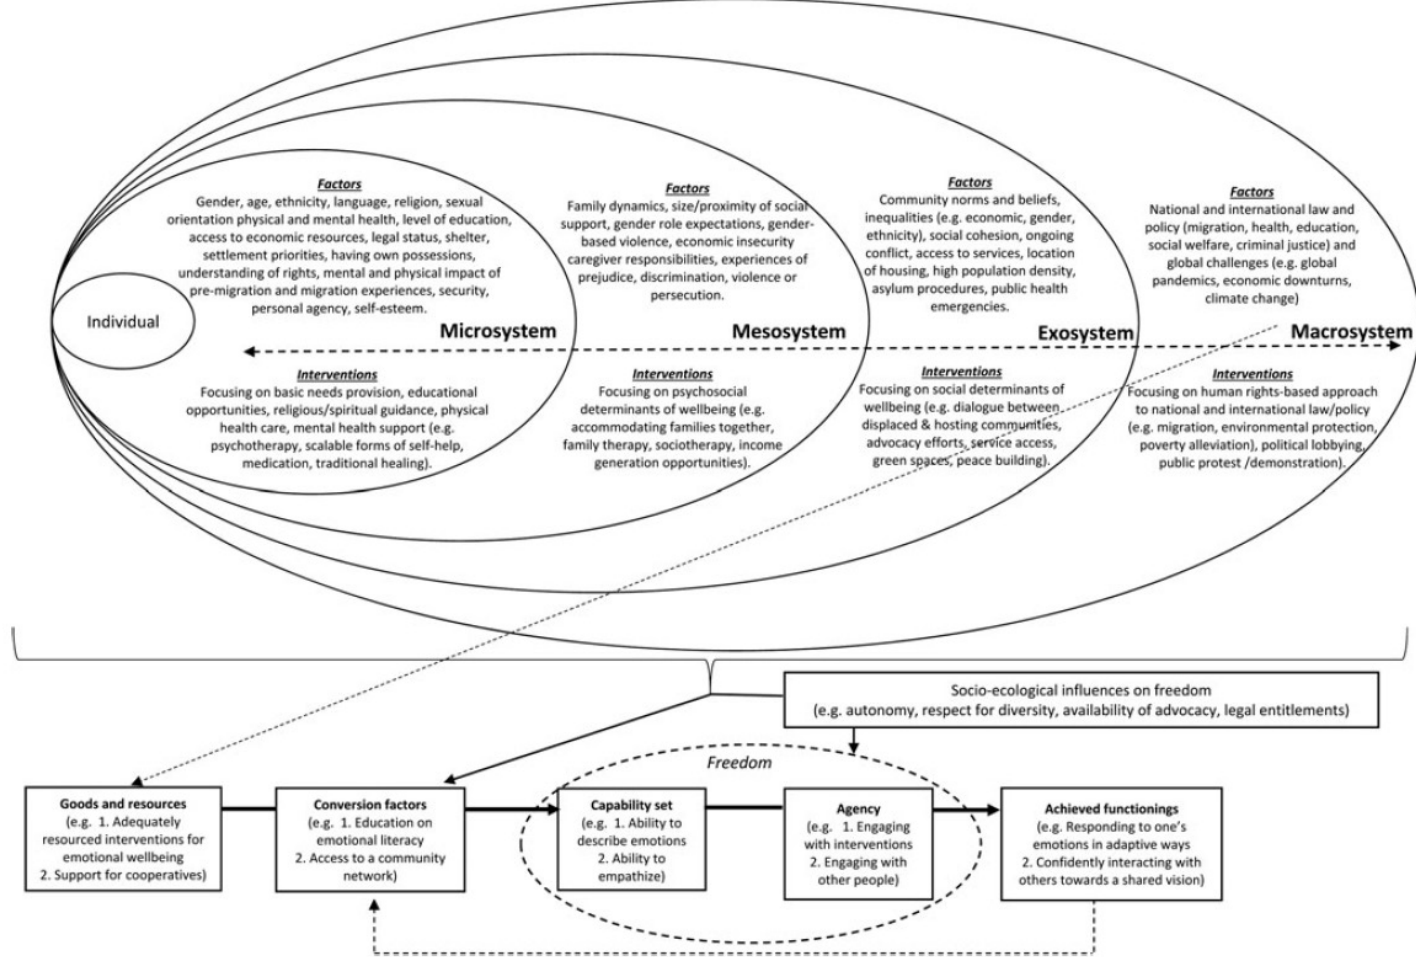 Individual
Factors
Gender, age, ethnicity, language, religion, sexual
orientation physical and mental health, level of education,
access to economic resources, legal status, shelter,
settlement priorities, having own possessions,
understanding of rights, mental and physical impact of
pre-migration and migration experiences, security,
personal agency, self-esteem.
Microsystem
Interventions
Focusing on basic needs provision, educational
opportunities, religious/spiritual guidance, physical
health care, mental health support (e.g.
psychotherapy, scalable forms of self-help,
medication, traditional healing).
Factors
Family dynamics, size/proximity of social
support, gender role expectations, gender-
based violence, economic insecurity
caregiver responsibilities, experiences of
prejudice, discrimination, violence or
persecution.
Mesosystem
Interventions
Focusing on psychosocial
determinants of wellbeing (e.g.
accommodating families together,
family therapy, sociotherapy, income
generation opportunities).
Factors
Community norms and beliefs,
inequalities (e.g. economic, gender,
ethnicity), social cohesion, ongoing
conflict, access to services, location
of housing, high population density,
asylum procedures, public health
emergencies.
Exosystem
Interventions
Focusing on social determinants of
wellbeing (e.g. dialogue between
displaced & hosting communities,
advocacy efforts, service access,
green spaces, peace building).
Factors
National and international law and
policy (migration, health, education,
social welfare, criminal justice) and
global challenges (e.g. global
pandemics, economic downturns,
climate change)
Macrosystem
Interventions
Focusing on human rights-based approach
to national and international law/policy
(e.g. migration, environmental protection,
poverty alleviation), political lobbying,
public protest /demonstration).
Socio-ecological influences on freedom
(e.g. autonomy, respect for diversity, availability of advocacy, legal entitlements)
Freedom
Goods and resources
(e.g. 1. Adequately
resourced interventions for
emotional wellbeing
2. Support for cooperatives)
Conversion factors
(e.g. 1. Education on
emotional literacy
2. Access to a community
network)
Capability set
(e.g. 1. Ability to
describe emotions
2. Ability to
empathize)
Agency
(e.g. 1. Engaging
with interventions
2. Engaging with
other people)
Achieved functionings
(e.g. Responding to one's
emotions in adaptive ways
2. Confidently interacting with
others towards a shared vision)